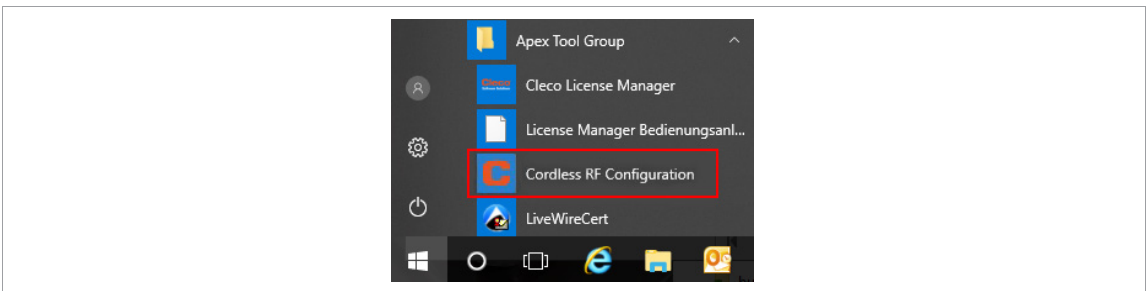 Apex Tool Group
Cleco License Manager
License Manager Bedienungsanl...
Cordless RF Configuration
LiveWireCert